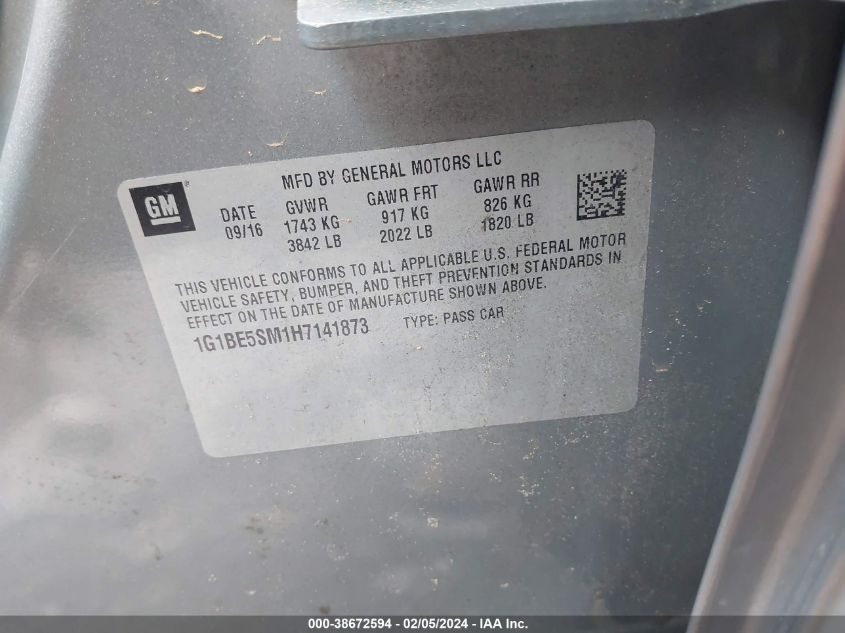 MFD BY GENERAL MOTORS LLC
GM ®
DATE GVWR GAWR FRT GAWR RR
09/16 1743 KG 917 KG 826 KG
3842 LB 2022 LB 1820 LB
THIS VEHICLE CONFORMS TO ALL APPLICABLE U.S. FEDERAL MOTOR
VEHICLE SAFETY, BUMPER, AND THEFT PREVENTION STANDARDS IN
EFFECT ON THE DATE OF MANUFACTURE SHOWN ABOVE.
1G1BE5SM1H7141873 TYPE: PASS CAR
000-38672594 - 02/05/2024 - IAA Inc.